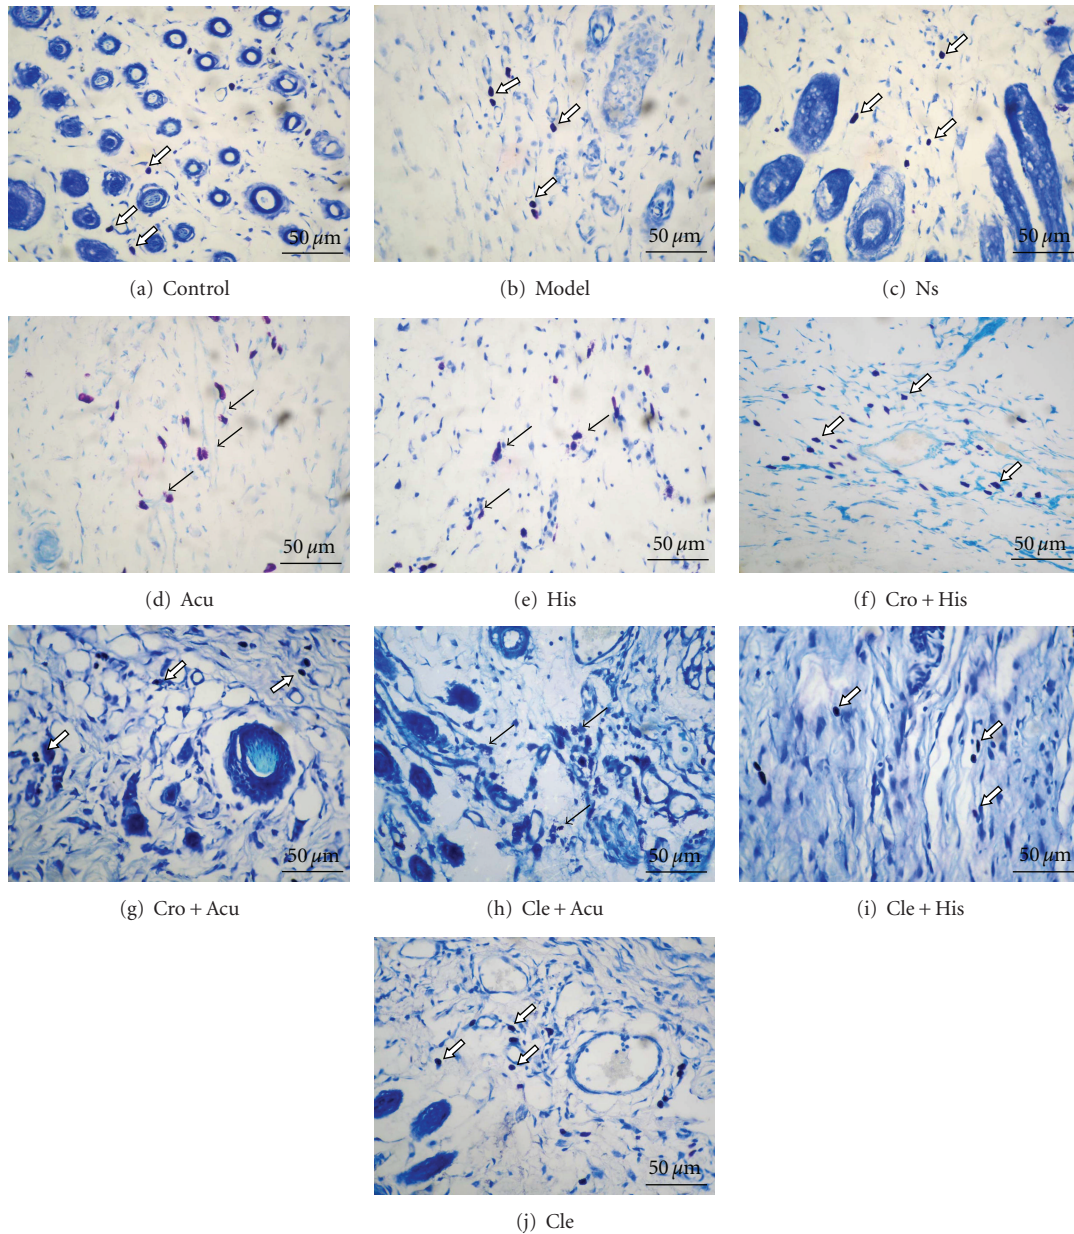 50 µm
50 µm
50 µm
(a) Control
(b) Model
(c) Ns
50 µm
50 µm
50 µm
(d) Acu
(e) His
(f) Cro + His
50 µm
50 µm
50 µm
(g) Cro + Acu
(h) Cle + Acu
(i) Cle + His
50 µm
(j) Cle